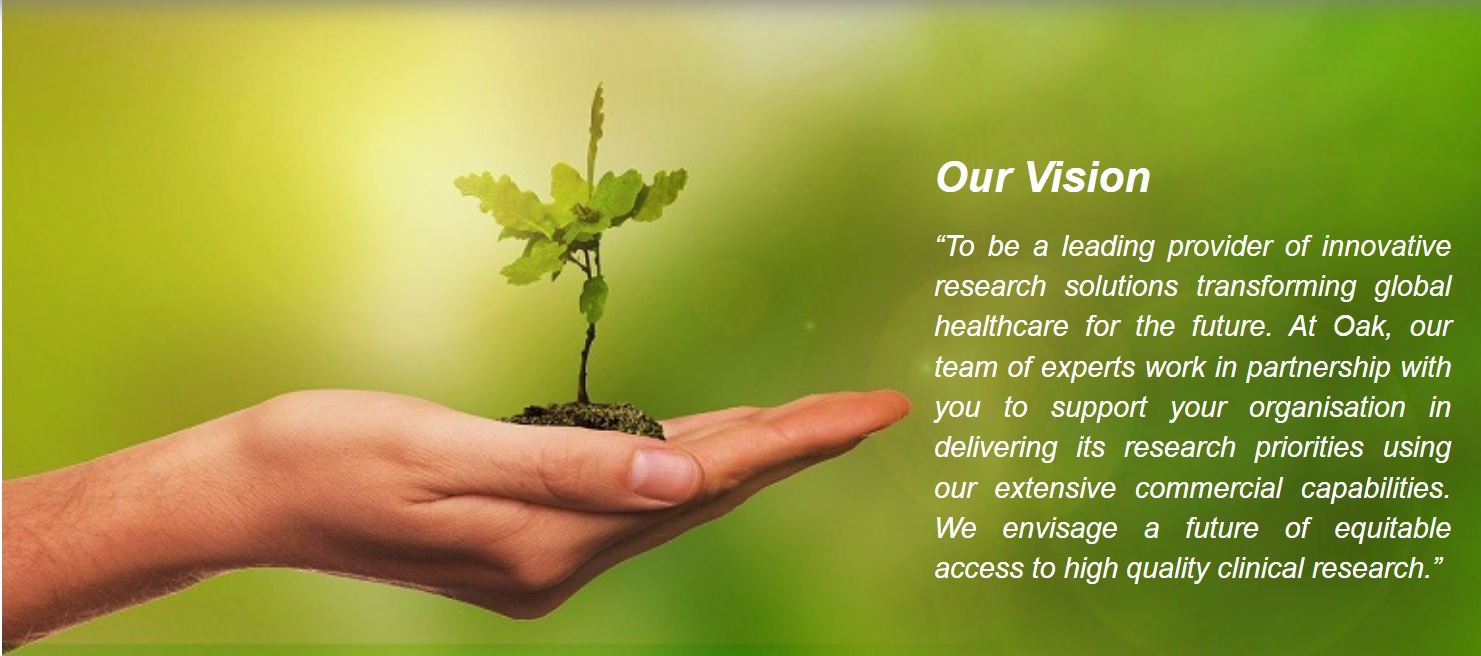 Our Vision
“To be a leading provider of innovative
research solutions transforming global
healthcare for the future. At Oak, our
team of experts work in partnership with
you to support your organisation in
delivering its research priorities using
our extensive commercial capabilities.
We envisage a future of equitable
access to high quality clinical research.”